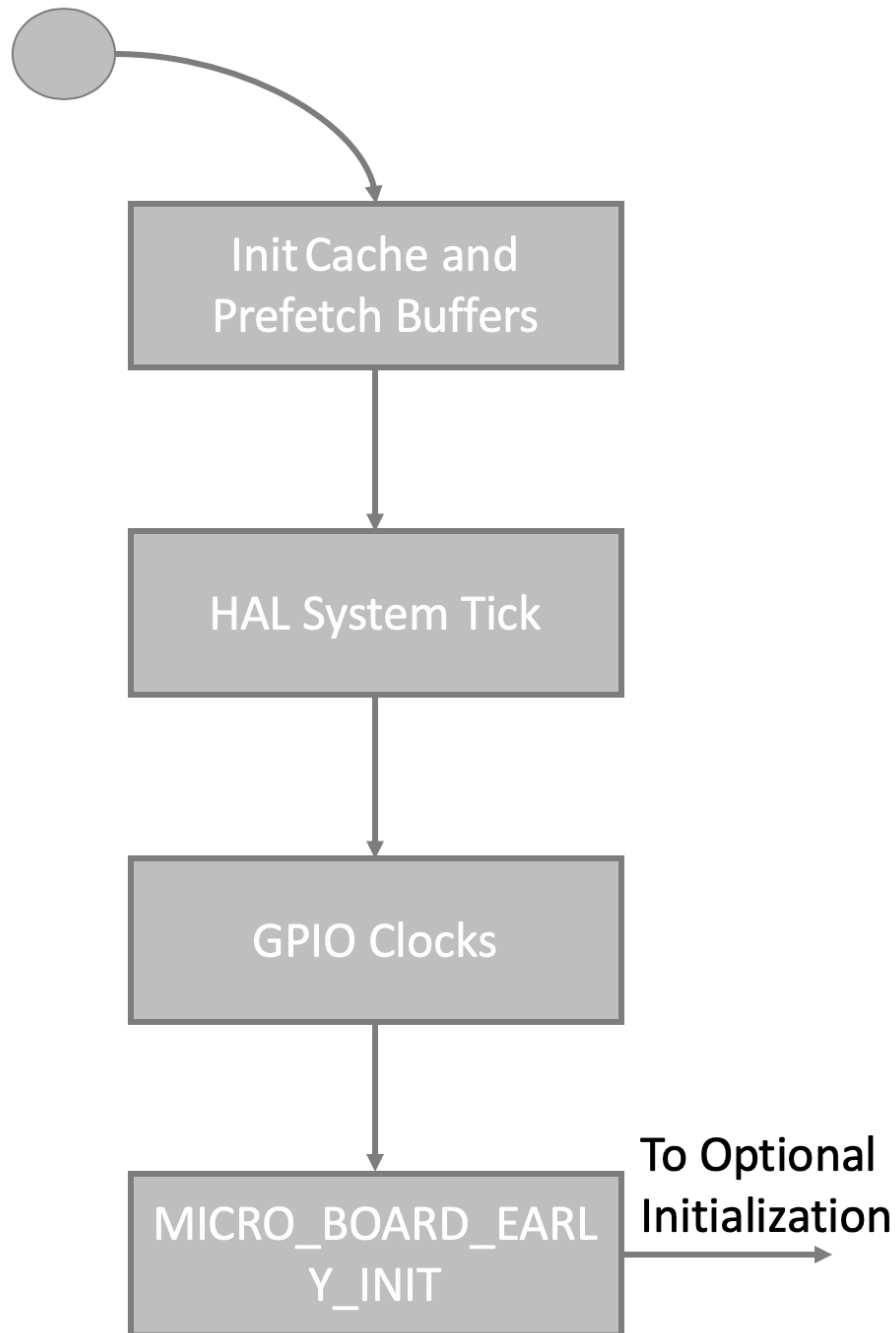 Init Cache and
Prefetch Buffers
HAL System Tick
GPIO Clocks
To Optional
Initialization
MICRO_BOARD_EARL
Y_INIT